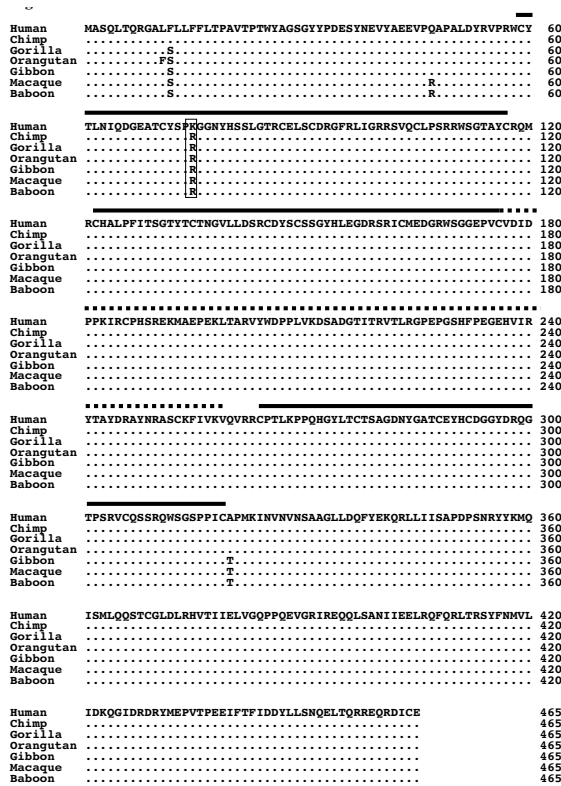 Human MASQLTQRGALFLLFFLTPAVTPTWYAGSGYYPDESYNEVYAEEVPQAPALDYRVPRWCY 60
Chimp ............................................................ 60
Gorilla ...........S................................................ 60
Orangutan ..........FS................................................ 60
Gibbon ...........S................................................ 60
Macaque ...........S..................................R............. 60
Baboon ...........S..................................R............. 60
Human TLNIQDGEATCYSPKGGNYHSSLGTRCELSCDRGFRLIGRRSVQCLPSRRWSGTAYCRQM 120
Chimp ..............R............................................. 120
Gorilla ..............R............................................. 120
Orangutan ..............R............................................. 120
Gibbon ..............R............................................. 120
Macaque ..............R............................................. 120
Baboon ..............R............................................. 120
Human RCHALPFITSGTYTCTNGVLLDSRCDYSCSSGYHLEGDRSRICMEDGRWSGGEPVCVDID 180
Chimp ............................................................ 180
Gorilla ............................................................ 180
Orangutan ............................................................ 180
Gibbon ............................................................ 180
Macaque ............................................................ 180
Baboon ............................................................ 180
Human PPKIRCPHSREKMAEPEKLTARVYWDPPLVKDSADGTITRVTLRGPEPGSHFPEGEHVIR 240
Chimp ............................................................ 240
Gorilla ............................................................ 240
Orangutan ............................................................ 240
Gibbon ............................................................ 240
Macaque ............................................................ 240
Baboon ............................................................ 240
Human YTAYDRAYNRASCKFIVKVQVRRCPTLKPPQHGYLTCTSAGDNYGATCEYHCDGGYDRQG 300
Chimp ............................................................ 300
Gorilla ............................................................ 300
Orangutan ............................................................ 300
Gibbon ............................................................ 300
Macaque ............................................................ 300
Baboon ............................................................ 300
Human TPSRVCQSSRQWSGSPPICAPMKINVNVNSAAGLLDQFYEKQRLLIISAPDPSNRYYKMQ 360
Chimp ............................................................ 360
Gorilla ............................................................ 360
Orangutan ............................................................ 360
Gibbon ...................T........................................ 360
Macaque ...................T........................................ 360
Baboon ...................T........................................ 360
Human ISMLQQSTCGLDLRHVTIIELVGQPPQEVGRIREQQLSANIIEELRQFQRLTRSYFNMVL 420
Chimp ............................................................ 420
Gorilla ............................................................ 420
Orangutan ............................................................ 420
Gibbon ............................................................ 420
Macaque ............................................................ 420
Baboon ............................................................ 420
Human IDKQGIDRDRYMEPVTPEEIFTFIDDYLLSNQELTQRREQRDICE 465
Chimp ............................................. 465
Gorilla ............................................. 465
Orangutan ............................................. 465
Gibbon ............................................. 465
Macaque ............................................. 465
Baboon ............................................. 465